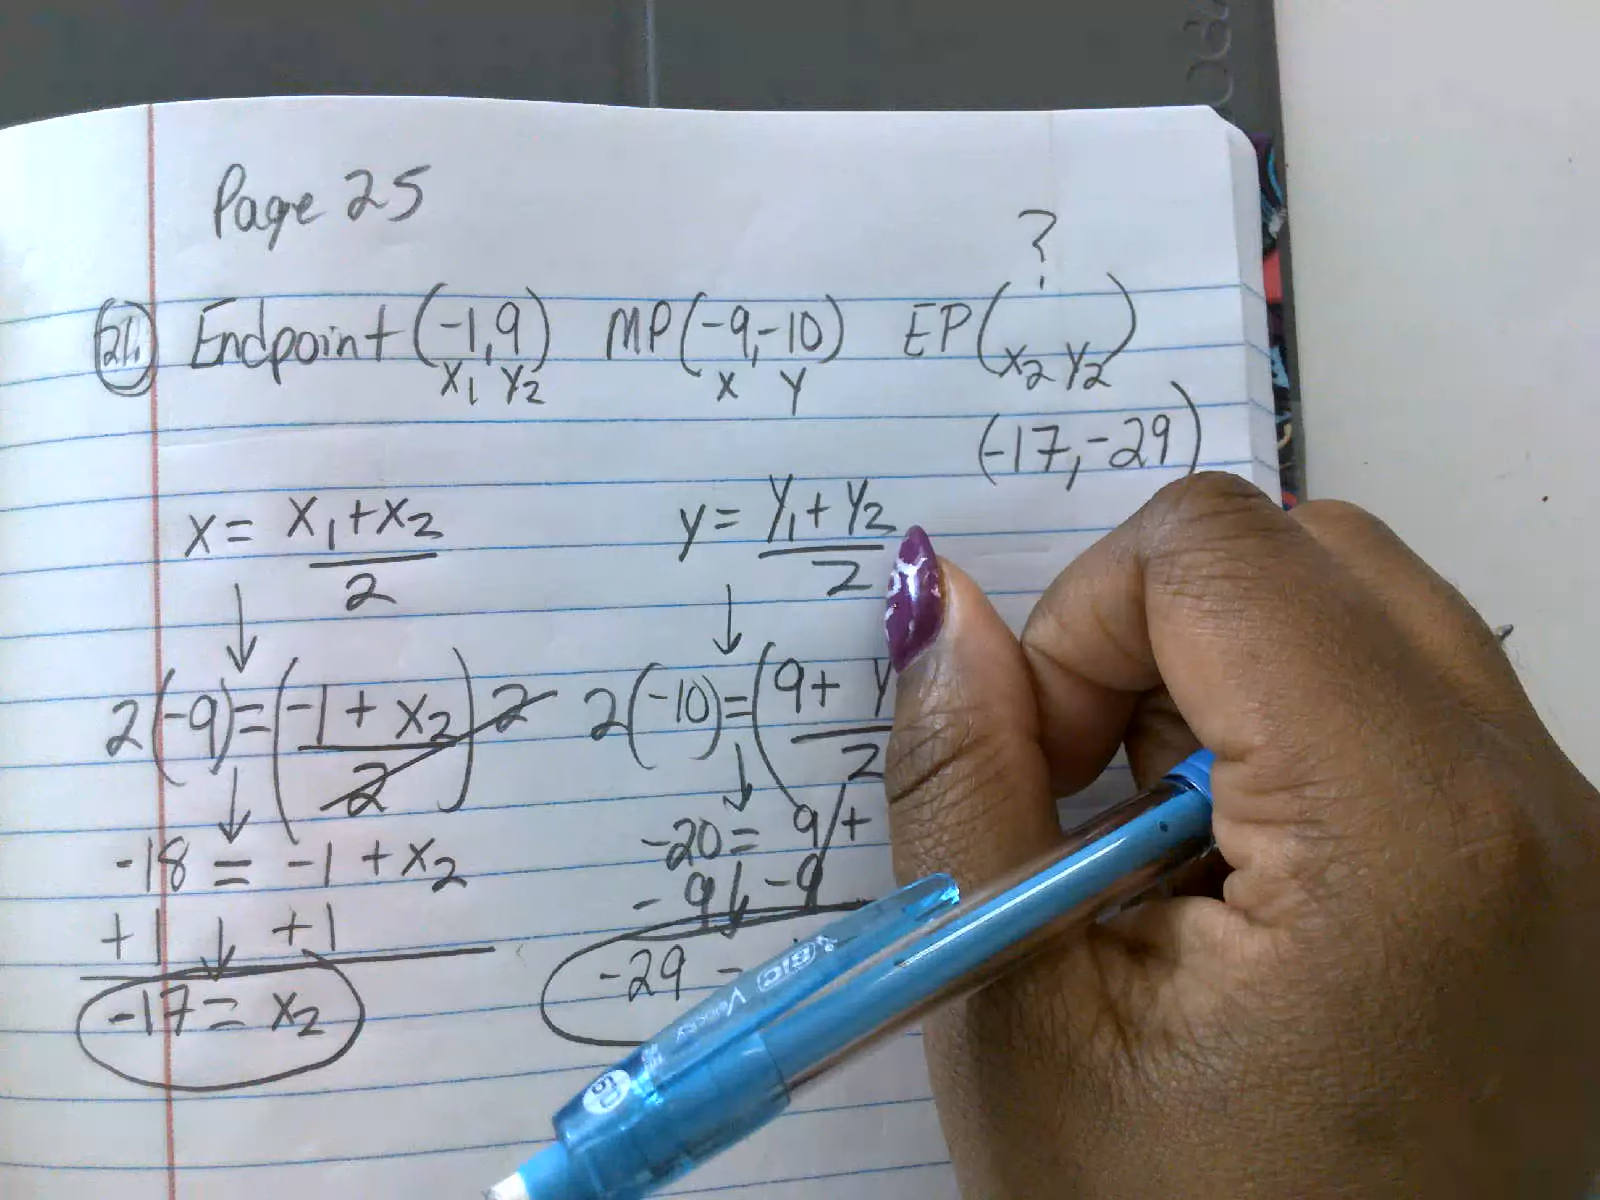 Page 25
?
21. Endpoint (-1, 9) MP(-9, -10) EP( )
x₁ y₂ x y x₂ y₂
(-17, -29)
x = x₁ + x₂ / 2 y = y₁ + y₂ / 2
2(-9) = (-1 + x₂ / 2) 2 2(-10) = (9 + y / 2
-18 = -1 + x₂ -20 = 9 +
+1 +1 -9 -9
-17 = x₂ -29 =
BIC Velocity